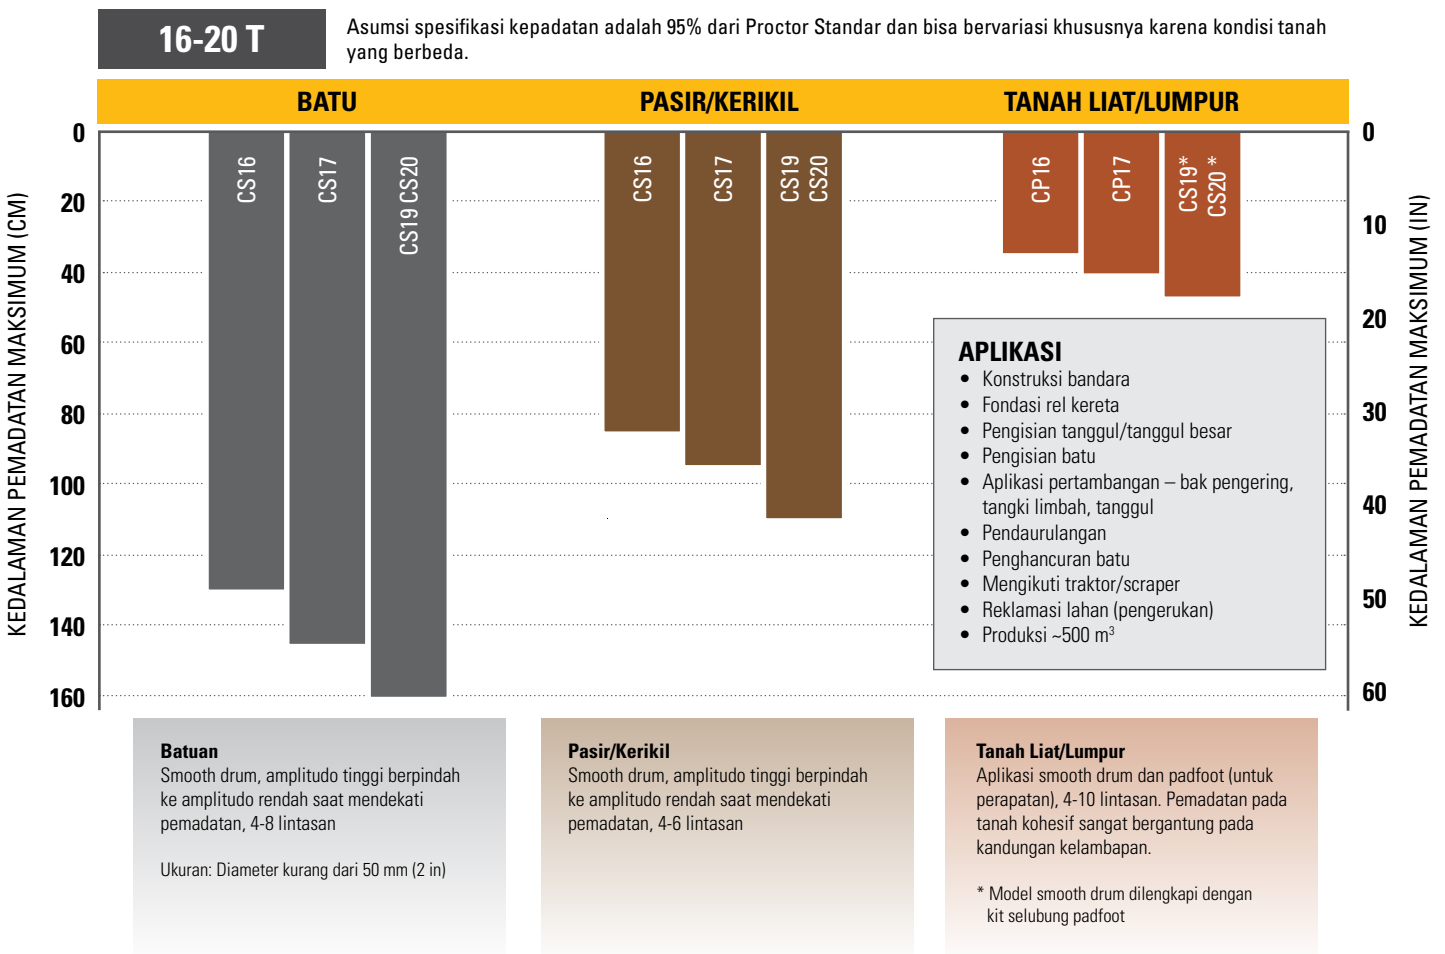 16-20 T
Asumsi spesifikasi kepadatan adalah 95% dari Proctor Standar dan bisa bervariasi khususnya karena kondisi tanah
yang berbeda.
BATU
PASIR/KERIKIL
TANAH LIAT/LUMPUR
KEDALAMAN PEMADATAN MAKSIMUM (CM)
0
20
40
60
80
100
120
140
160
CS16
CS17
CS19 CS20
CS16
CS17
CS19
CS20
CP16
CP17
CS19*
CS20 *
0
10
20
30
40
50
60
KEDALAMAN PEMADATAN MAKSIMUM (IN)
APLIKASI
• Konstruksi bandara
• Fondasi rel kereta
• Pengisian tanggul/tanggul besar
• Pengisian batu
• Aplikasi pertambangan – bak pengering,
tangki limbah, tanggul
• Pendaurulangan
• Penghancuran batu
• Mengikuti traktor/scraper
• Reklamasi lahan (pengerukan)
• Produksi ~500 m³
Batuan
Smooth drum, amplitudo tinggi berpindah
ke amplitudo rendah saat mendekati
pemadatan, 4-8 lintasan
Ukuran: Diameter kurang dari 50 mm (2 in)
Pasir/Kerikil
Smooth drum, amplitudo tinggi berpindah
ke amplitudo rendah saat mendekati
pemadatan, 4-6 lintasan
Tanah Liat/Lumpur
Aplikasi smooth drum dan padfoot (untuk
perapatan), 4-10 lintasan. Pemadatan pada
tanah kohesif sangat bergantung pada
kandungan kelambapan.
* Model smooth drum dilengkapi dengan
kit selubung padfoot